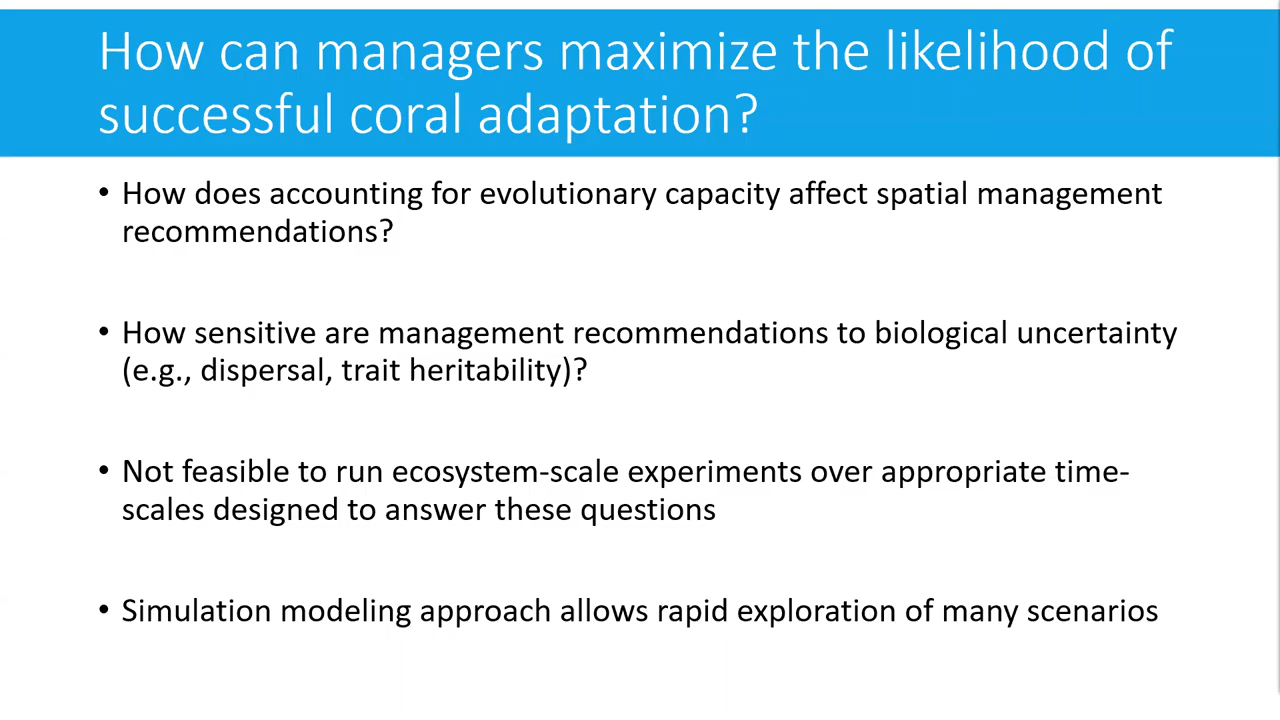 How can managers maximize the likelihood of
successful coral adaptation?
• How does accounting for evolutionary capacity affect spatial management
recommendations?
• How sensitive are management recommendations to biological uncertainty
(e.g., dispersal, trait heritability)?
• Not feasible to run ecosystem-scale experiments over appropriate time-
scales designed to answer these questions
• Simulation modeling approach allows rapid exploration of many scenarios